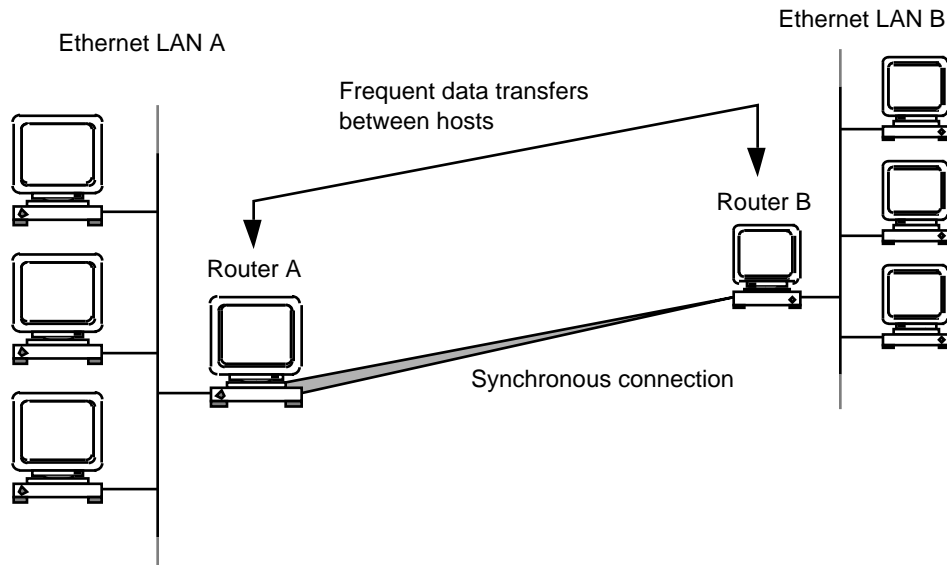 Ethernet LAN A
Ethernet LAN B
Frequent data transfers
between hosts
Router B
Router A
Synchronous connection